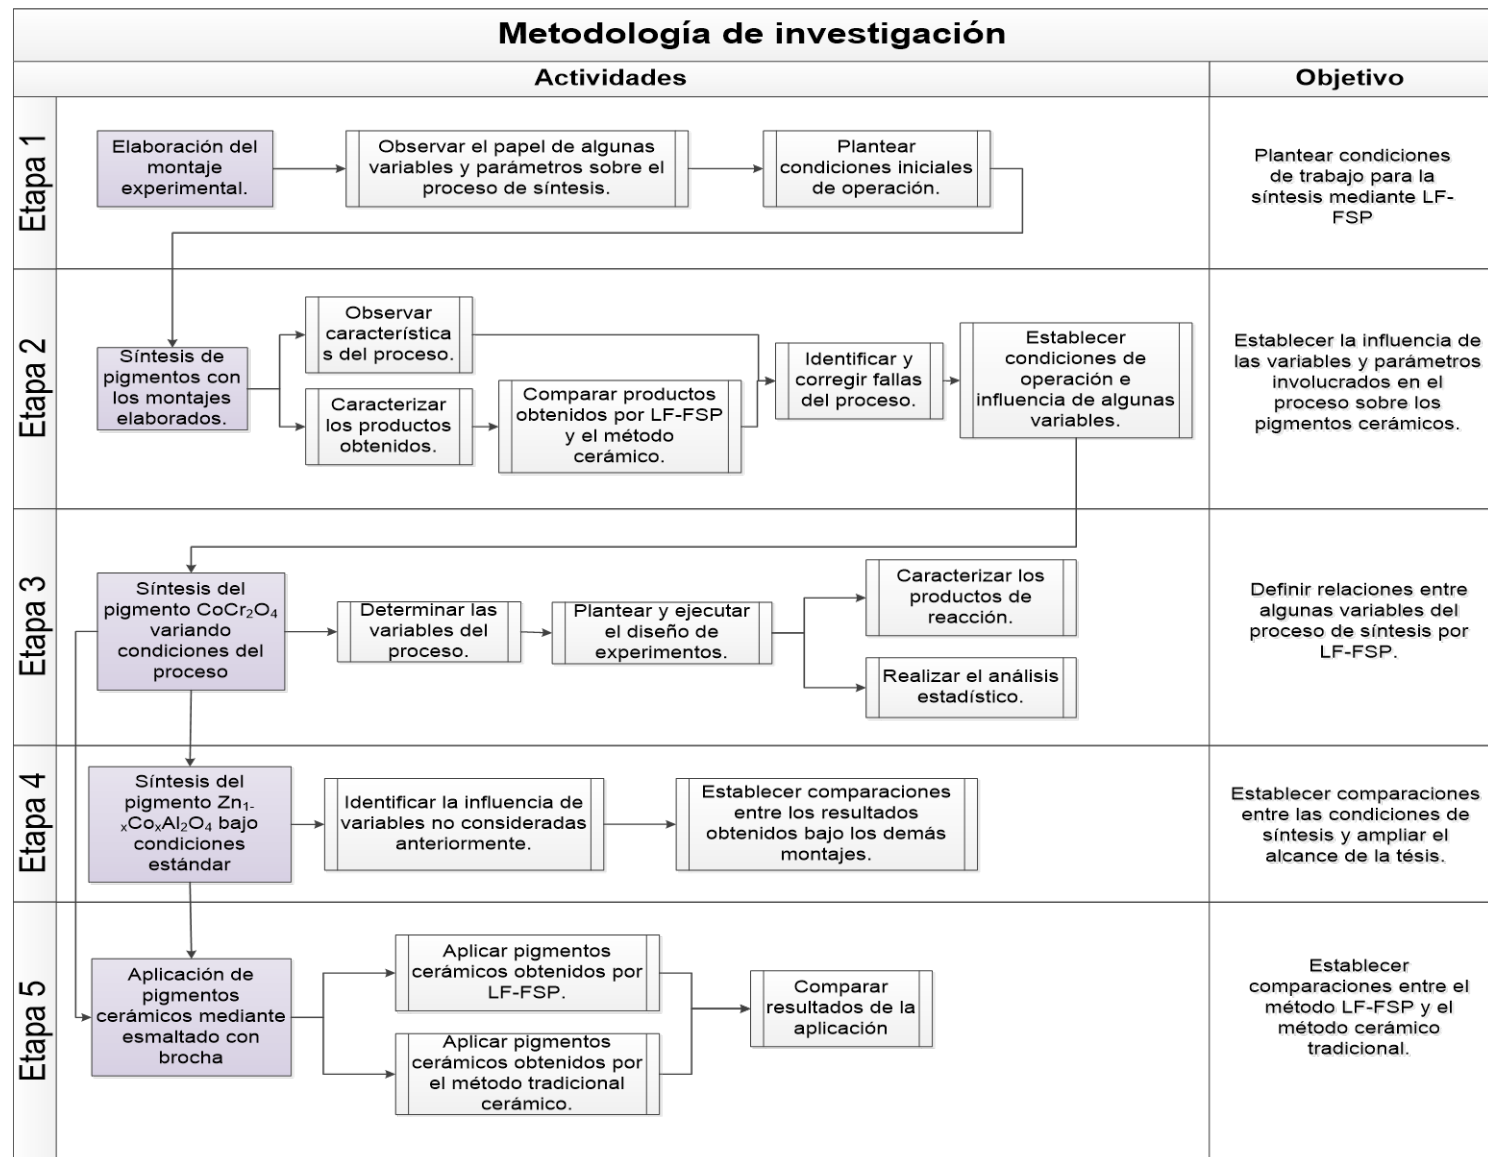 Metodología de investigación
Actividades
Objetivo
Etapa 1
Elaboración del
montaje
experimental.
Observar el papel de algunas
variables y parámetros sobre el
proceso de síntesis.
Plantear
condiciones iniciales
de operación.
Plantear condiciones
de trabajo para la
síntesis mediante LF-
FSP
Etapa 2
Síntesis de
pigmentos con
los montajes
elaborados.
Observar
característica
s del proceso.
Caracterizar
los productos
obtenidos.
Comparar productos
obtenidos por LF-FSP
y el método
cerámico.
Identificar y
corregir fallas
del proceso.
Establecer
condiciones de
operación e
influencia de algunas
variables.
Establecer la influencia de
las variables y parámetros
involucrados en el
proceso sobre los
pigmentos cerámicos.
Etapa 3
Síntesis del
pigmento CoCr₂O₄
variando
condiciones del
proceso
Determinar las
variables del
proceso.
Plantear y ejecutar
el diseño de
experimentos.
Caracterizar los
productos de
reacción.
Realizar el análisis
estadístico.
Definir relaciones entre
algunas variables del
proceso de síntesis por
LF-FSP.
Etapa 4
Síntesis del
pigmento Zn₁₋
ₓCoₓAl₂O₄ bajo
condiciones
estándar
Identificar la influencia de
variables no consideradas
anteriormente.
Establecer comparaciones
entre los resultados
obtenidos bajo los demás
montajes.
Establecer comparaciones
entre las condiciones de
síntesis y ampliar el
alcance de la tésis.
Etapa 5
Aplicación de
pigmentos
cerámicos mediante
esmaltado con
brocha
Aplicar pigmentos
cerámicos obtenidos por
LF-FSP.
Aplicar pigmentos
cerámicos obtenidos por
el método tradicional
cerámico.
Comparar
resultados de la
aplicación
Establecer
comparaciones entre el
método LF-FSP y el
método cerámico
tradicional.